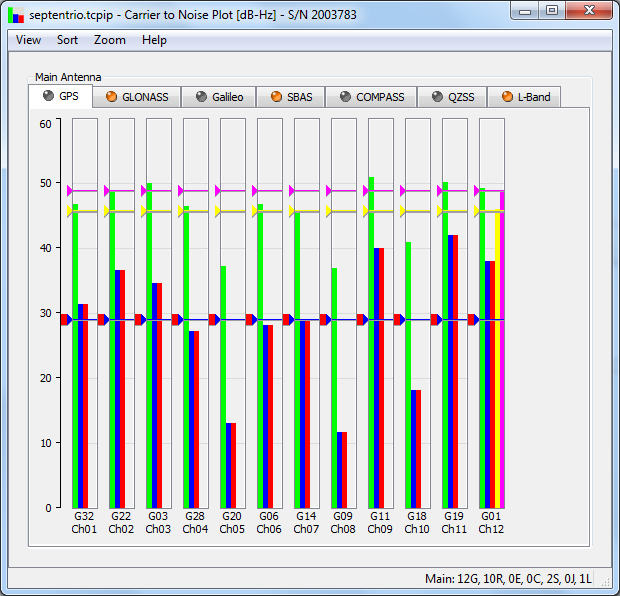 septentrio.tcpip - Carrier to Noise Plot [dB-Hz] - S/N 2003783
View Sort Zoom Help
Main Antenna
GPS GLONASS Galileo SBAS COMPASS QZSS L-Band
60
50
40
30
20
10
0
G32 G22 G03 G28 G20 G06 G14 G09 G11 G18 G19 G01
Ch01 Ch02 Ch03 Ch04 Ch05 Ch06 Ch07 Ch08 Ch09 Ch10 Ch11 Ch12
Main: 12G, 10R, 0E, 0C, 2S, 0J, 1L